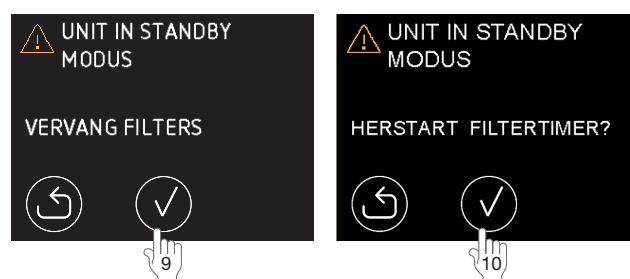 UNIT IN STANDBY
MODUS
VERVANG FILTERS
9
UNIT IN STANDBY
MODUS
HERSTART FILTERTIMER?
10